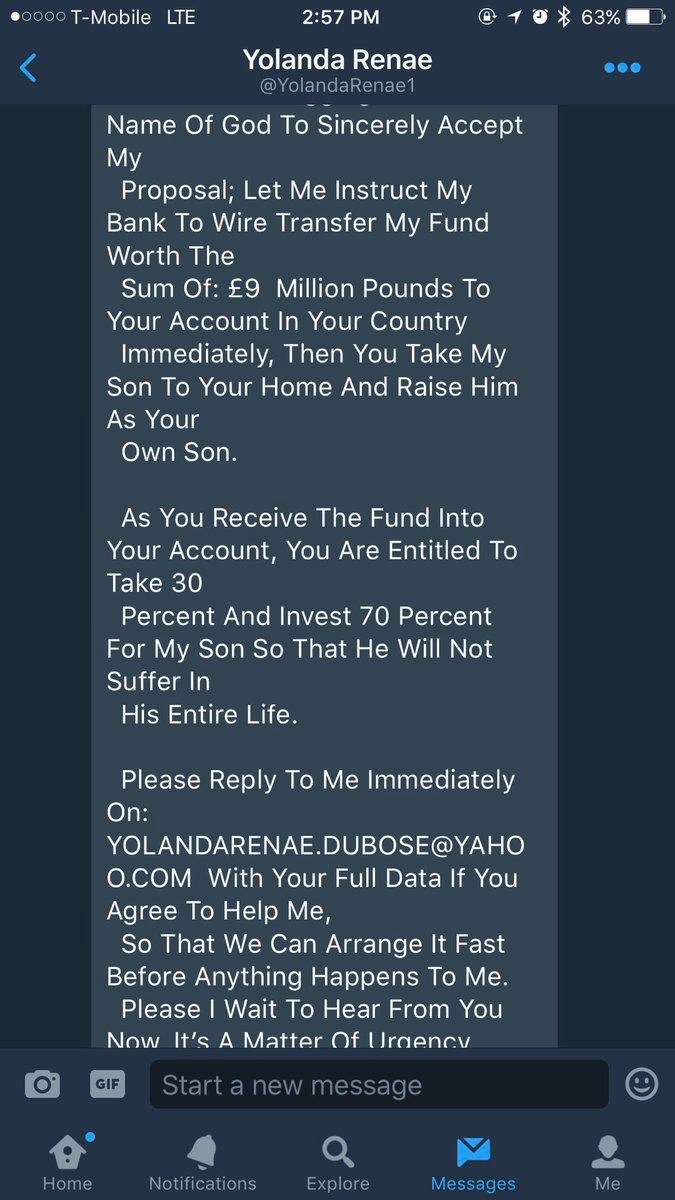 T-Mobile LTE 2:57 PM 63%
Yolanda Renae
@YolandaRenae1
Name Of God To Sincerely Accept
My
Proposal; Let Me Instruct My
Bank To Wire Transfer My Fund
Worth The
Sum Of: £9 Million Pounds To
Your Account In Your Country
Immediately, Then You Take My
Son To Your Home And Raise Him
As Your
Own Son.
As You Receive The Fund Into
Your Account, You Are Entitled To
Take 30
Percent And Invest 70 Percent
For My Son So That He Will Not
Suffer In
His Entire Life.
Please Reply To Me Immediately
On:
YOLANDARENAE.DUBOSE@YAHO
O.COM With Your Full Data If You
Agree To Help Me,
So That We Can Arrange It Fast
Before Anything Happens To Me.
Please I Wait To Hear From You
Now, It’s A Matter Of Urgency
GIF Start a new message
Home Notifications Explore Messages Me